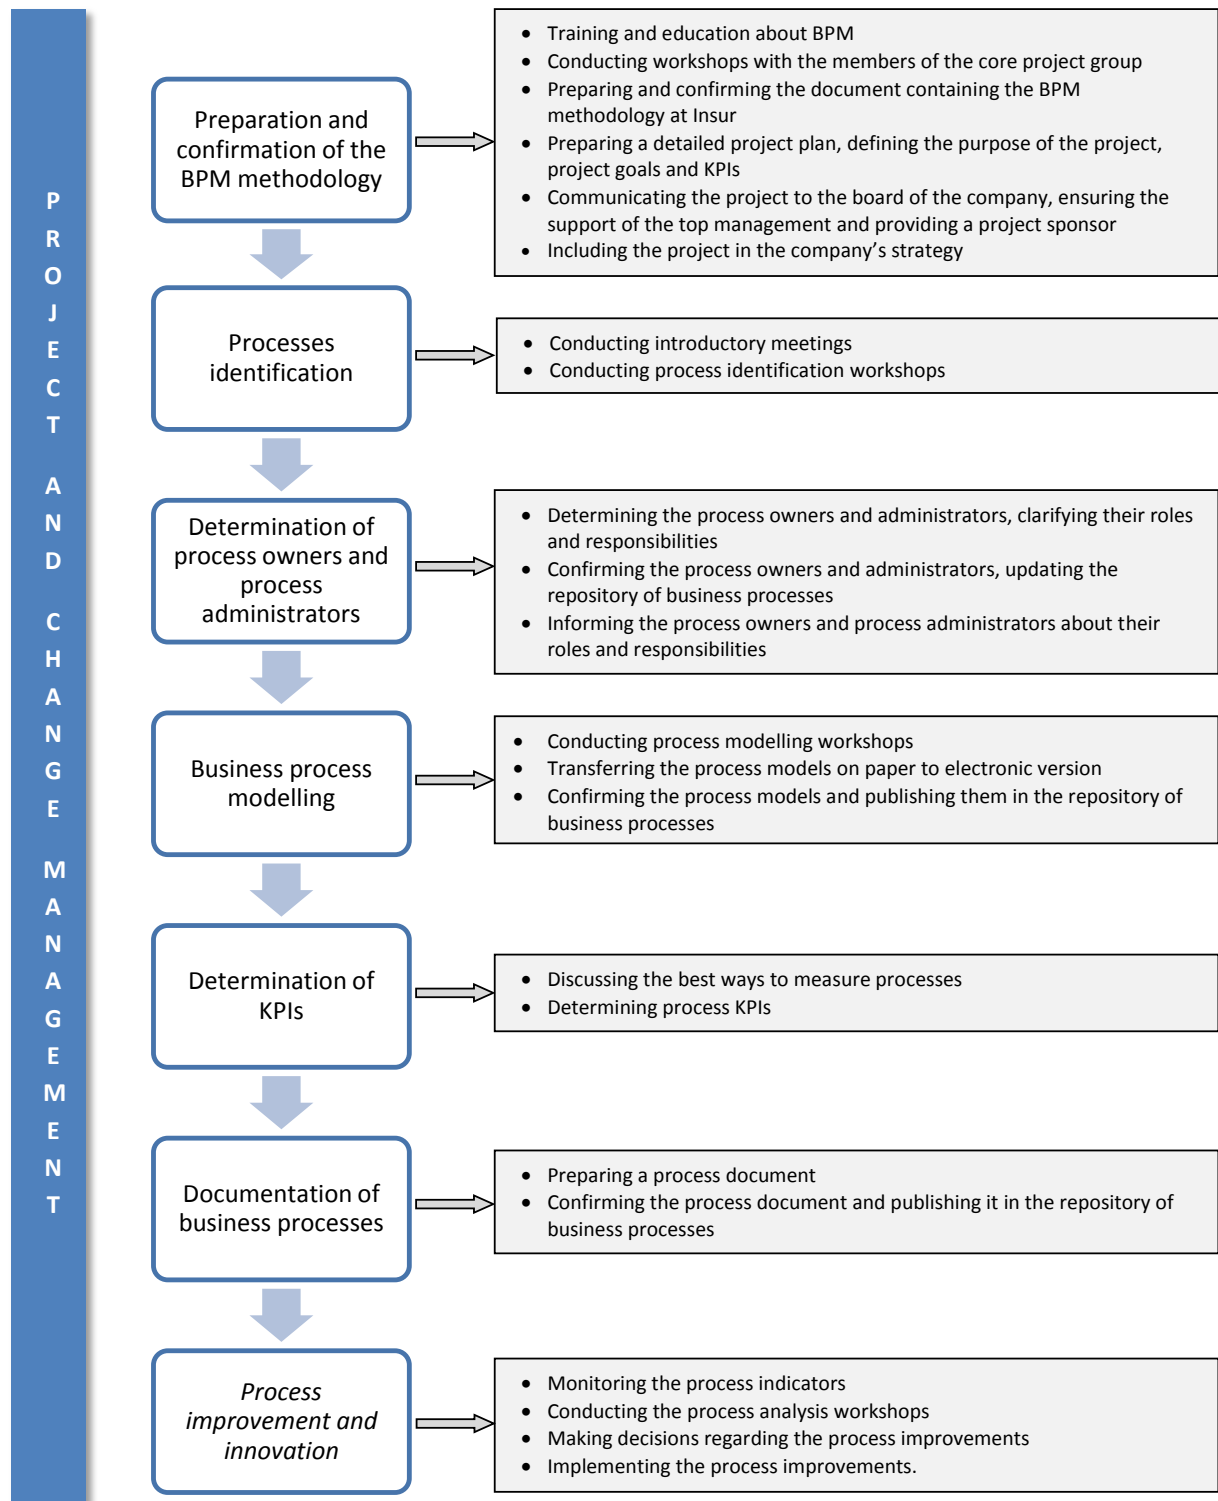 PROJECT AND CHANGE MANAGEMENT
Preparation and
confirmation of the
BPM methodology
• Training and education about BPM
• Conducting workshops with the members of the core project group
• Preparing and confirming the document containing the BPM
methodology at Insur
• Preparing a detailed project plan, defining the purpose of the project,
project goals and KPIs
• Communicating the project to the board of the company, ensuring the
support of the top management and providing a project sponsor
• Including the project in the company’s strategy
Processes
identification
• Conducting introductory meetings
• Conducting process identification workshops
Determination of
process owners and
process
administrators
• Determining the process owners and administrators, clarifying their roles
and responsibilities
• Confirming the process owners and administrators, updating the
repository of business processes
• Informing the process owners and process administrators about their
roles and responsibilities
Business process
modelling
• Conducting process modelling workshops
• Transferring the process models on paper to electronic version
• Confirming the process models and publishing them in the repository of
business processes
Determination of
KPIs
• Discussing the best ways to measure processes
• Determining process KPIs
Documentation of
business processes
• Preparing a process document
• Confirming the process document and publishing it in the repository of
business processes
Process
improvement and
innovation
• Monitoring the process indicators
• Conducting the process analysis workshops
• Making decisions regarding the process improvements
• Implementing the process improvements.